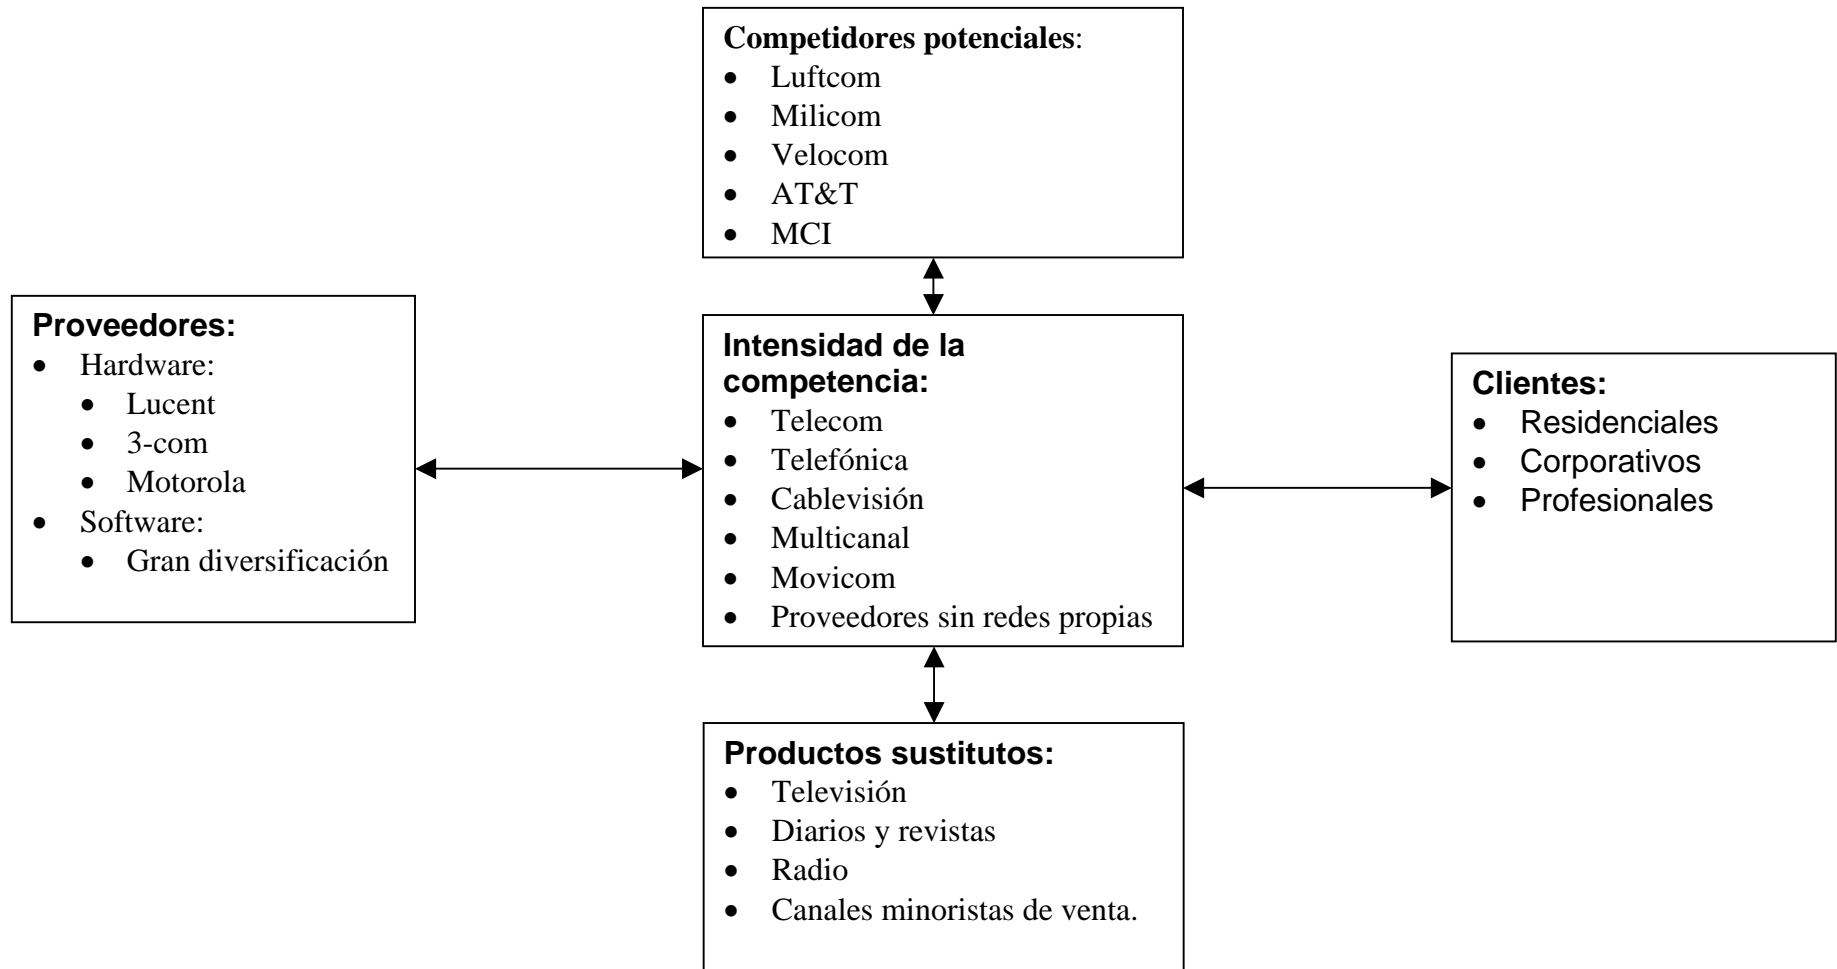 Competidores potenciales:
• Luftcom
• Milicom
• Velocom
• AT&T
• MCI
Proveedores:
• Hardware:
• Lucent
• 3-com
• Motorola
• Software:
• Gran diversificación
Intensidad de la
competencia:
• Telecom
• Telefónica
• Cablevisión
• Multicanal
• Movicom
• Proveedores sin redes propias
Clientes:
• Residenciales
• Corporativos
• Profesionales
Productos sustitutos:
• Televisión
• Diarios y revistas
• Radio
• Canales minoristas de venta.